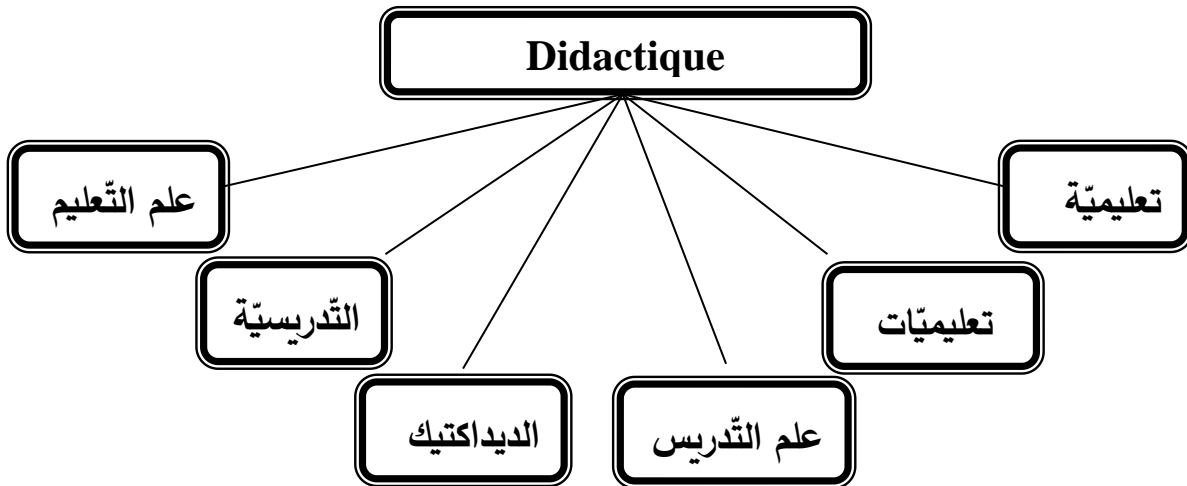 Didactique
تعليميّة
علم التّعليم
تعليميّات
التّدريسيّة
علم التّدريس
الديداكتيك